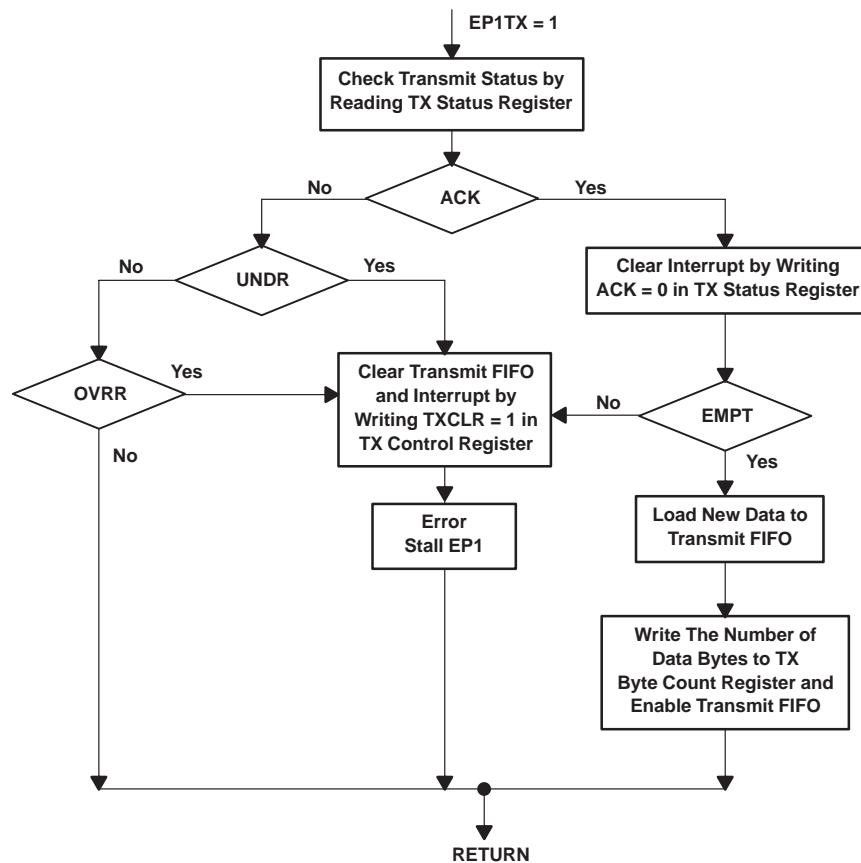 EP1TX = 1
Check Transmit Status by
Reading TX Status Register
No
ACK
Yes
No
UNDR
Yes
Clear Interrupt by Writing
ACK = 0 in TX Status Register
OVRR
Yes
Clear Transmit FIFO
and Interrupt by
Writing TXCLR = 1 in
TX Control Register
No
EMPT
No
Yes
Error
Stall EP1
Load New Data to
Transmit FIFO
Write The Number of
Data Bytes to TX
Byte Count Register and
Enable Transmit FIFO
RETURN